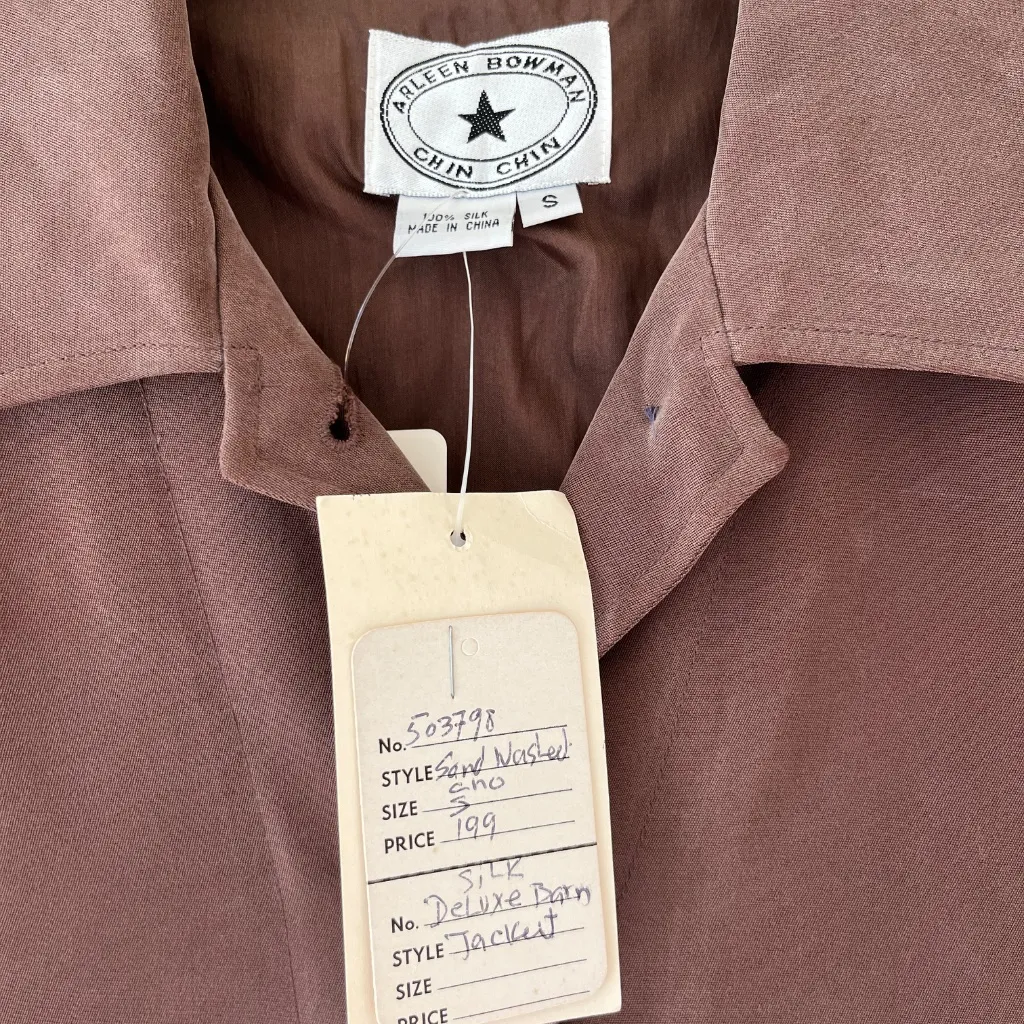 ARLEEN BOWMAN
CHIN CHIN
100% SILK
MADE IN CHINA
S
No. 503798
STYLE Sand Washed
SIZE S
PRICE 199
SILK
No. Deluxe Barn
STYLE Jacket
SIZE
PRICE